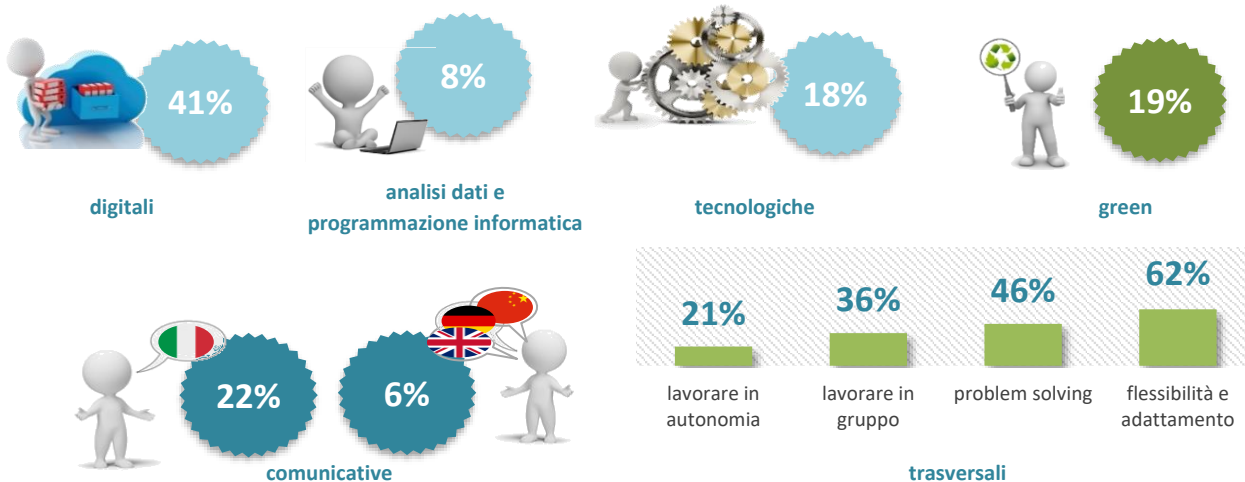 41%
8%
18%
19%
digitali
analisi dati e
programmazione informatica
tecnologiche
green
22%
6%
comunicative
21%
36%
46%
62%
lavorare in
autonomia
lavorare in
gruppo
problem solving
flessibilità e
adattamento
trasversali